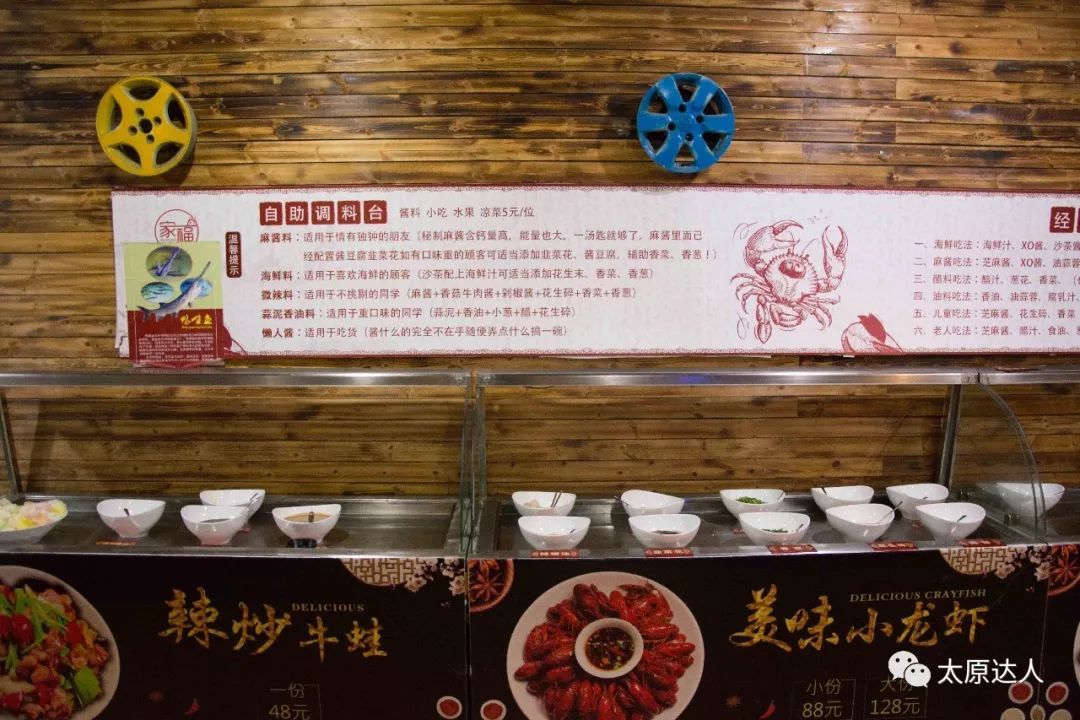 自助调料台 酱料 小吃 水果 凉菜5元/位
家福
温馨提示
麻酱料：适用于情有独钟的朋友（秘制麻酱含钙量高，能量也大，一汤匙就够了，麻酱里面已
经配置酱豆腐韭菜花如有口味重的顾客可适当添加韭菜花、酱豆腐，辅助香菜、香葱！）
海鲜料：适用于喜欢海鲜的顾客（沙茶配上海鲜汁可适当添加花生末、香菜、香葱）
微辣料：适用于不挑剔的同学（麻酱+香菇牛肉酱+剁椒酱+花生碎+香菜+香葱）
蒜泥香油料：适用于重口味的同学（蒜泥+香油+小葱+醋+花生碎）
懒人酱：适用于吃货（酱什么的完全不在乎随便弄点什么搞一碗）
经
一、海鲜吃法：海鲜汁、XO酱、沙茶酱
二、麻酱吃法：芝麻酱、XO酱、油蒜蓉
三、醋料吃法：醋汁、葱花、香菜、（
四、油料吃法：香油、油蒜蓉、腐乳汁、
五、儿童吃法：芝麻酱、花生碎、香菜
六、老人吃法：芝麻酱、醋汁、食油、葱
辣炒牛蛙
DELICIOUS
一份
48元
美味小龙虾
DELICIOUS CRAYFISH
小份
88元
大份
128元
太原达人